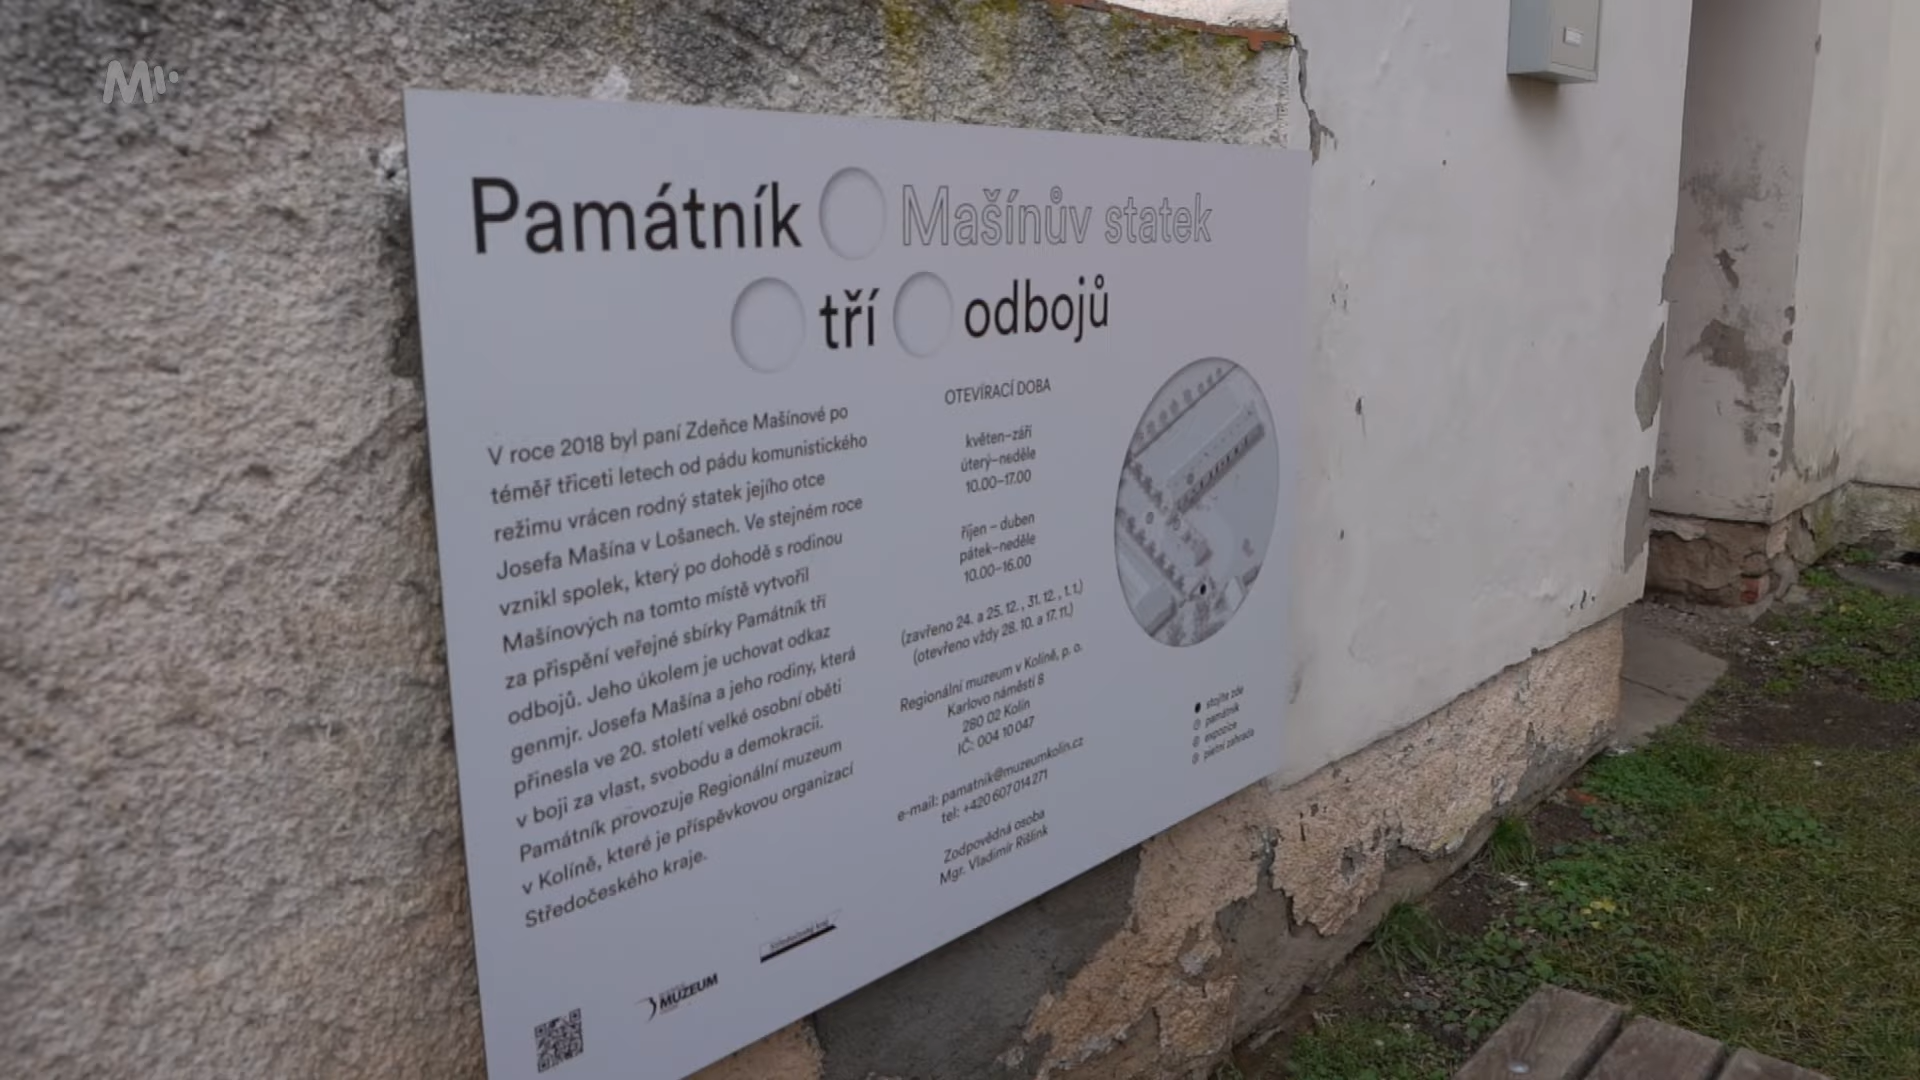 Památník Mašínův statek
tří odbojů
V roce 2018 byl paní Zdeňce Mašínové po
téměř třiceti letech od pádu komunistického
režimu vrácen rodný statek jejího otce
Josefa Mašína v Lošanech. Ve stejném roce
vznikl spolek, který po dohodě s rodinou
Mašínových na tomto místě vytvořil
za přispění veřejné sbírky Památník tří
odbojů. Jeho úkolem je uchovat odkaz
genmjr. Josefa Mašína a jeho rodiny, která
přinesla ve 20. století velké osobní oběti
v boji za vlast, svobodu a demokracii.
Památník provozuje Regionální muzeum
v Kolíně, které je příspěvkovou organizací
Středočeského kraje.
OTEVÍRACÍ DOBA
květen–září
úterý–neděle
10.00–17.00
říjen – duben
pátek–neděle
10.00–16.00
(zavřeno 24. a 25. 12., 31. 12., 1. 1.)
(otevřeno vždy 28. 10. a 17. 11.)
Regionální muzeum v Kolíně, p. o.
Karlovo náměstí 8
280 02 Kolín
IČ: 004 10 047
e-mail: pamatnik@muzeumkolin.cz
tel: +420 607 014 271
Zodpovědná osoba
Mgr. Vladimír Rišlink
stojíte zde
památník
expozice
pietní zahrada
Středočeský kraj
MUZEUM